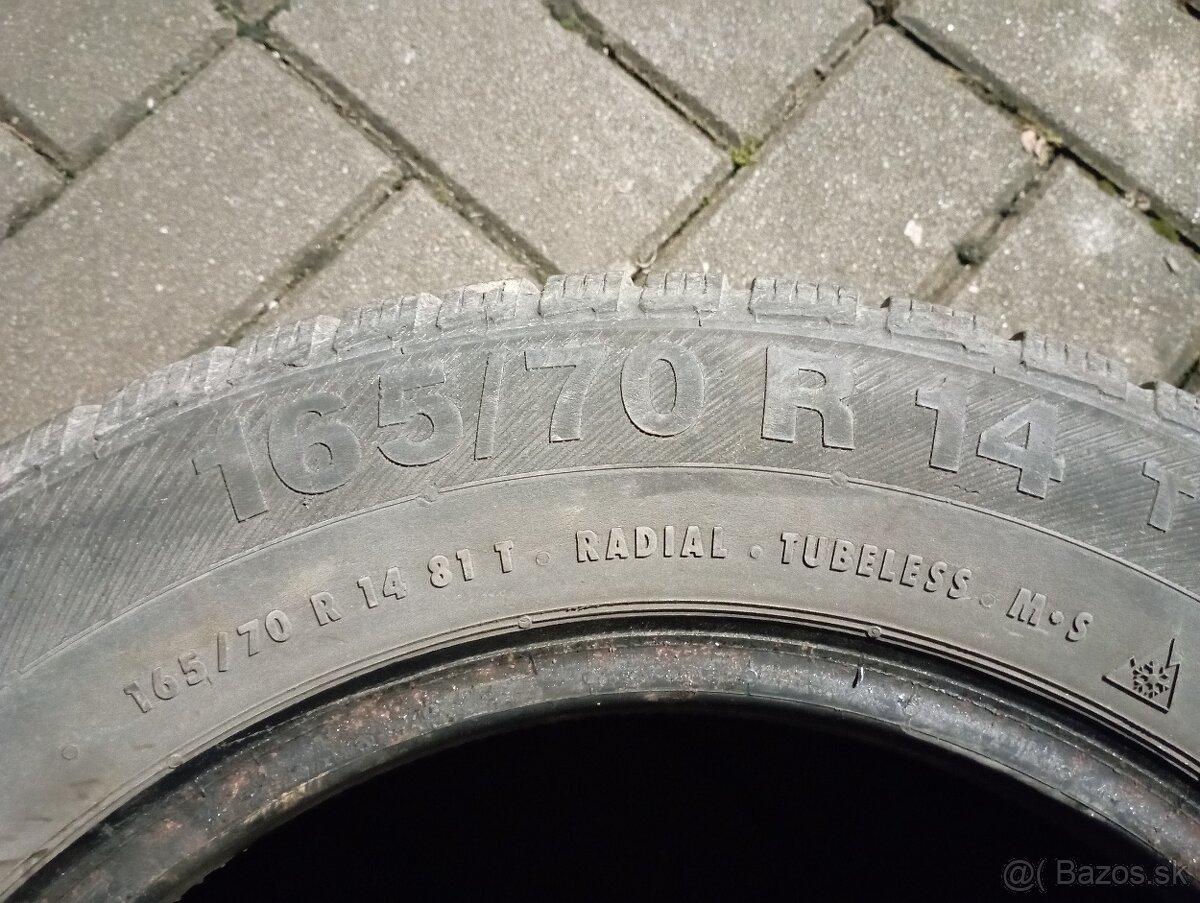 165/70 R 14 T
165/70 R 14 81 T . RADIAL . TUBELESS . M•S
@( Bazos.sk